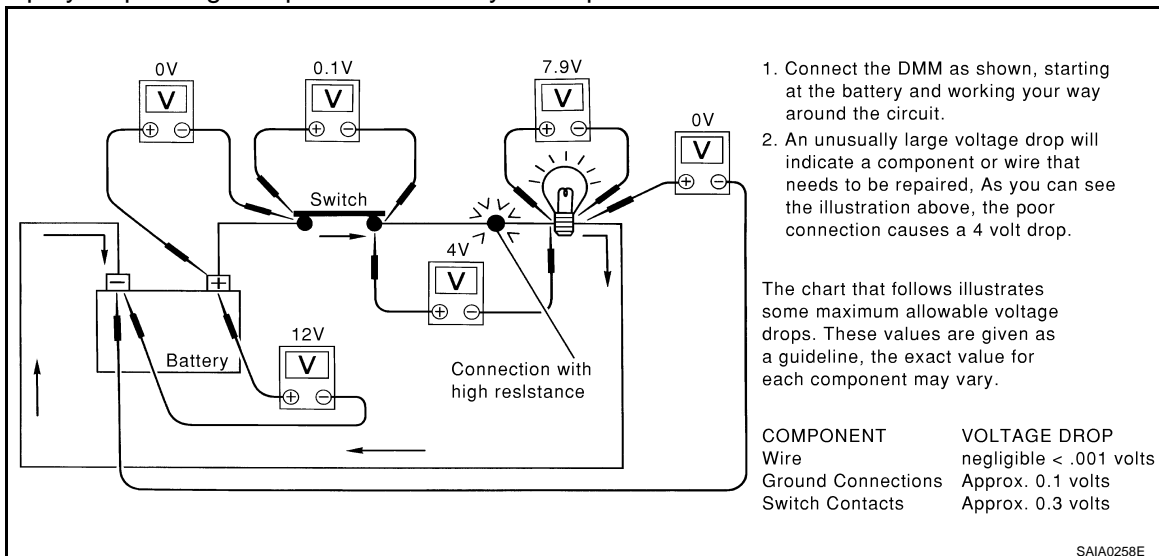 0V
0.1V
7.9V
0V
V
V
V
V
+ -
+ -
+ -
+ -
Switch
4V
V
+ -
- +
Battery
12V
V
+ -
Connection with
high resIstance
1. Connect the DMM as shown, starting
at the battery and working your way
around the circuit.
2. An unusually large voltage drop will
indicate a component or wire that
needs to be repaired, As you can see
the illustration above, the poor
connection causes a 4 volt drop.
The chart that follows illustrates
some maximum allowable voltage
drops. These values are given as
a guideline, the exact value for
each component may vary.
COMPONENT VOLTAGE DROP
Wire negligible < .001 volts
Ground Connections Approx. 0.1 volts
Switch Contacts Approx. 0.3 volts
SAIA0258E